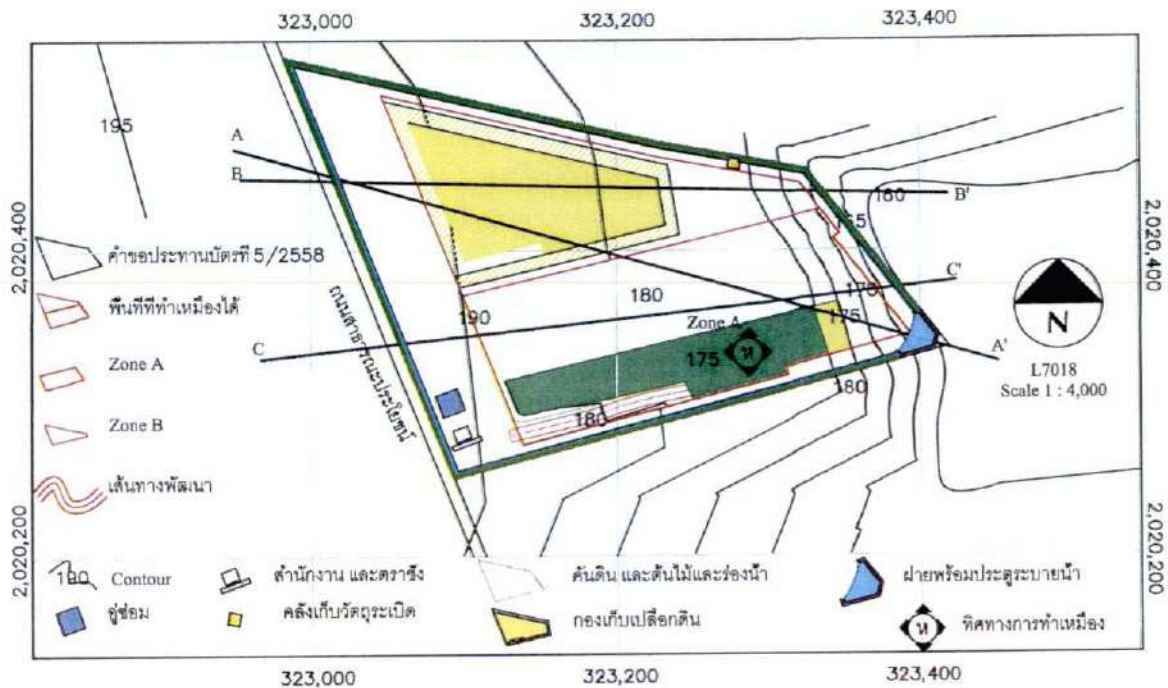 323,000
323,200
323,400
195
A
B
180
B'
65
2,020,400
2,020,400
คำขอประทานบัตรที่ 5/2558
พื้นที่ที่ทำเหมืองได้
Zone A
Zone B
เส้นทางพัฒนา
ถนนสาธารณะประโยชน์
C'
180
175
190
Zone A
175
C
175
ห
A'
180
180
N
L7018
Scale 1 : 4,000
2,020,200
2,020,200
190
Contour
สำนักงาน และตราชั่ง
คันดิน และต้นไม้และร่องน้ำ
ฝายพร้อมประตูระบายน้ำ
อู่ซ่อม
คลังเก็บวัตถุระเบิด
กองเก็บเปลือกดิน
ห
ทิศทางการทำเหมือง
323,000
323,200
323,400